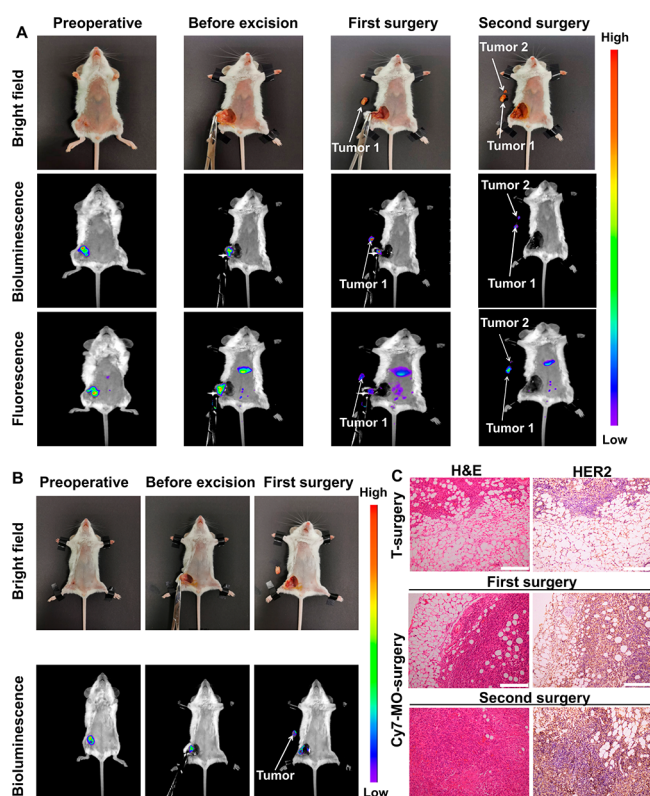 A
Preoperative
Before excision
First surgery
Second surgery
High
Bright field
Tumor 1
Tumor 2
Tumor 1
Bioluminescence
Tumor 1
Tumor 2
Tumor 1
Fluorescence
Tumor 1
Tumor 2
Tumor 1
Low
B
Preoperative
Before excision
First surgery
High
Bright field
Bioluminescence
Tumor
Low
C
H&E
HER2
T-surgery
First surgery
Cy7-MO-surgery
Second surgery